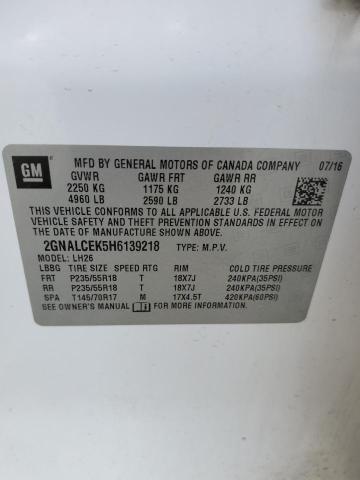 GM
MFD BY GENERAL MOTORS OF CANADA COMPANY 07/16
GVWR GAWR FRT GAWR RR
2250 KG 1175 KG 1240 KG
4960 LB 2590 LB 2733 LB
THIS VEHICLE CONFORMS TO ALL APPLICABLE U.S. FEDERAL MOTOR
VEHICLE SAFETY AND THEFT PREVENTION STANDARDS IN EFFECT
ON THE DATE OF MANUFACTURE SHOWN ABOVE.
2GNALCEK5H6139218 TYPE: M.P.V.
MODEL: LH26
LBBG TIRE SIZE SPEED RTG RIM COLD TIRE PRESSURE
FRT P235/55R18 T 18X7J 240KPA(35PSI)
RR P235/55R18 T 18X7J 240KPA(35PSI)
SPA T145/70R17 M 17X4.5T 420KPA(60PSI)
SEE OWNER'S MANUAL FOR MORE INFORMATION.